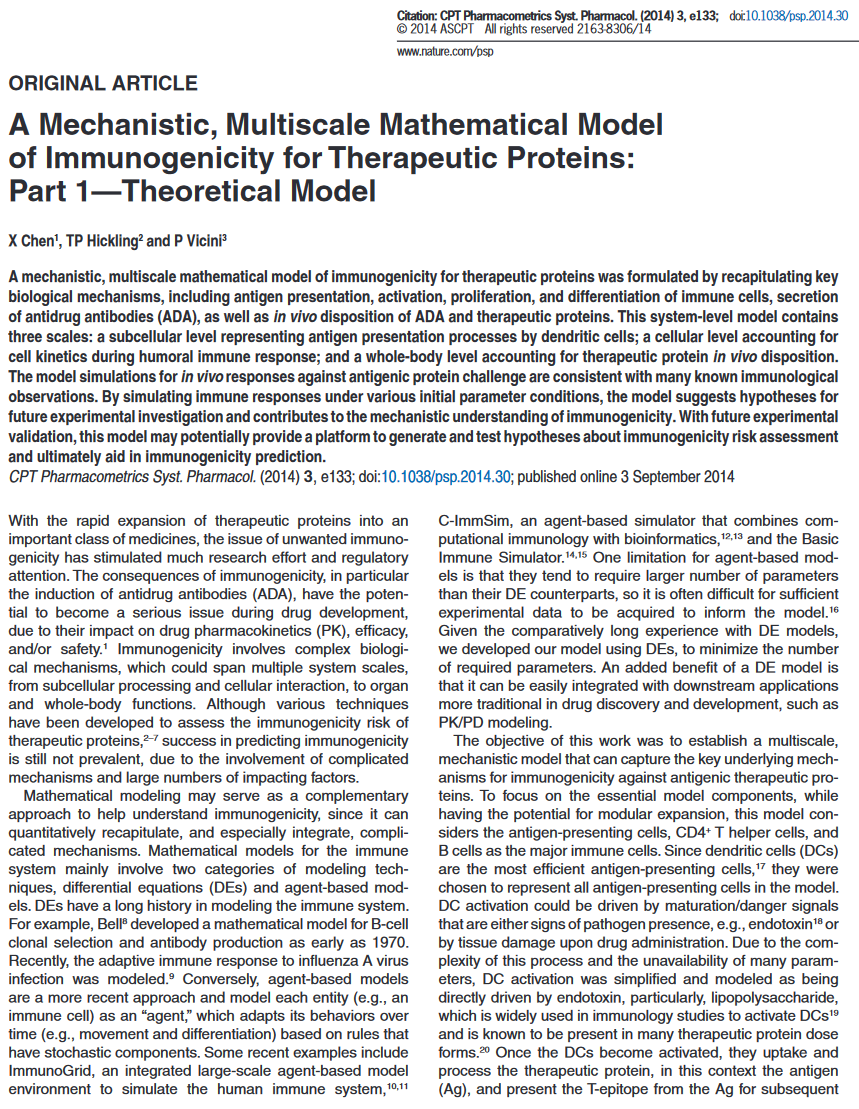 Citation: CPT Pharmacometrics Syst. Pharmacol. (2014) 3, e133; doi:10.1038/psp.2014.30
© 2014 ASCPT All rights reserved 2163-8306/14
www.nature.com/psp
ORIGINAL ARTICLE
A Mechanistic, Multiscale Mathematical Model
of Immunogenicity for Therapeutic Proteins:
Part 1—Theoretical Model
X Chen¹, TP Hickling² and P Vicini³
A mechanistic, multiscale mathematical model of immunogenicity for therapeutic proteins was formulated by recapitulating key
biological mechanisms, including antigen presentation, activation, proliferation, and differentiation of immune cells, secretion
of antidrug antibodies (ADA), as well as in vivo disposition of ADA and therapeutic proteins. This system-level model contains
three scales: a subcellular level representing antigen presentation processes by dendritic cells; a cellular level accounting for
cell kinetics during humoral immune response; and a whole-body level accounting for therapeutic protein in vivo disposition.
The model simulations for in vivo responses against antigenic protein challenge are consistent with many known immunological
observations. By simulating immune responses under various initial parameter conditions, the model suggests hypotheses for
future experimental investigation and contributes to the mechanistic understanding of immunogenicity. With future experimental
validation, this model may potentially provide a platform to generate and test hypotheses about immunogenicity risk assessment
and ultimately aid in immunogenicity prediction.
CPT Pharmacometrics Syst. Pharmacol. (2014) 3, e133; doi:10.1038/psp.2014.30; published online 3 September 2014
With the rapid expansion of therapeutic proteins into an
important class of medicines, the issue of unwanted immuno-
genicity has stimulated much research effort and regulatory
attention. The consequences of immunogenicity, in particular
the induction of antidrug antibodies (ADA), have the poten-
tial to become a serious issue during drug development,
due to their impact on drug pharmacokinetics (PK), efficacy,
and/or safety.¹ Immunogenicity involves complex biologi-
cal mechanisms, which could span multiple system scales,
from subcellular processing and cellular interaction, to organ
and whole-body functions. Although various techniques
have been developed to assess the immunogenicity risk of
therapeutic proteins,²⁻⁷ success in predicting immunogenicity
is still not prevalent, due to the involvement of complicated
mechanisms and large numbers of impacting factors.
Mathematical modeling may serve as a complementary
approach to help understand immunogenicity, since it can
quantitatively recapitulate, and especially integrate, compli-
cated mechanisms. Mathematical models for the immune
system mainly involve two categories of modeling tech-
niques, differential equations (DEs) and agent-based mod-
els. DEs have a long history in modeling the immune system.
For example, Bell⁸ developed a mathematical model for B-cell
clonal selection and antibody production as early as 1970.
Recently, the adaptive immune response to influenza A virus
infection was modeled.⁹ Conversely, agent-based models
are a more recent approach and model each entity (e.g., an
immune cell) as an “agent,” which adapts its behaviors over
time (e.g., movement and differentiation) based on rules that
have stochastic components. Some recent examples include
ImmunoGrid, an integrated large-scale agent-based model
environment to simulate the human immune system,¹⁰,¹¹
C-ImmSim, an agent-based simulator that combines com-
putational immunology with bioinformatics,¹²,¹³ and the Basic
Immune Simulator.¹⁴,¹⁵ One limitation for agent-based mod-
els is that they tend to require larger number of parameters
than their DE counterparts, so it is often difficult for sufficient
experimental data to be acquired to inform the model.¹⁶
Given the comparatively long experience with DE models,
we developed our model using DEs, to minimize the number
of required parameters. An added benefit of a DE model is
that it can be easily integrated with downstream applications
more traditional in drug discovery and development, such as
PK/PD modeling.
The objective of this work was to establish a multiscale,
mechanistic model that can capture the key underlying mech-
anisms for immunogenicity against antigenic therapeutic pro-
teins. To focus on the essential model components, while
having the potential for modular expansion, this model con-
siders the antigen-presenting cells, CD4⁺ T helper cells, and
B cells as the major immune cells. Since dendritic cells (DCs)
are the most efficient antigen-presenting cells,¹⁷ they were
chosen to represent all antigen-presenting cells in the model.
DC activation could be driven by maturation/danger signals
that are either signs of pathogen presence, e.g., endotoxin¹⁸ or
by tissue damage upon drug administration. Due to the com-
plexity of this process and the unavailability of many param-
eters, DC activation was simplified and modeled as being
directly driven by endotoxin, particularly, lipopolysaccharide,
which is widely used in immunology studies to activate DCs¹⁹
and is known to be present in many therapeutic protein dose
forms.²⁰ Once the DCs become activated, they uptake and
process the therapeutic protein, in this context the antigen
(Ag), and present the T-epitope from the Ag for subsequent